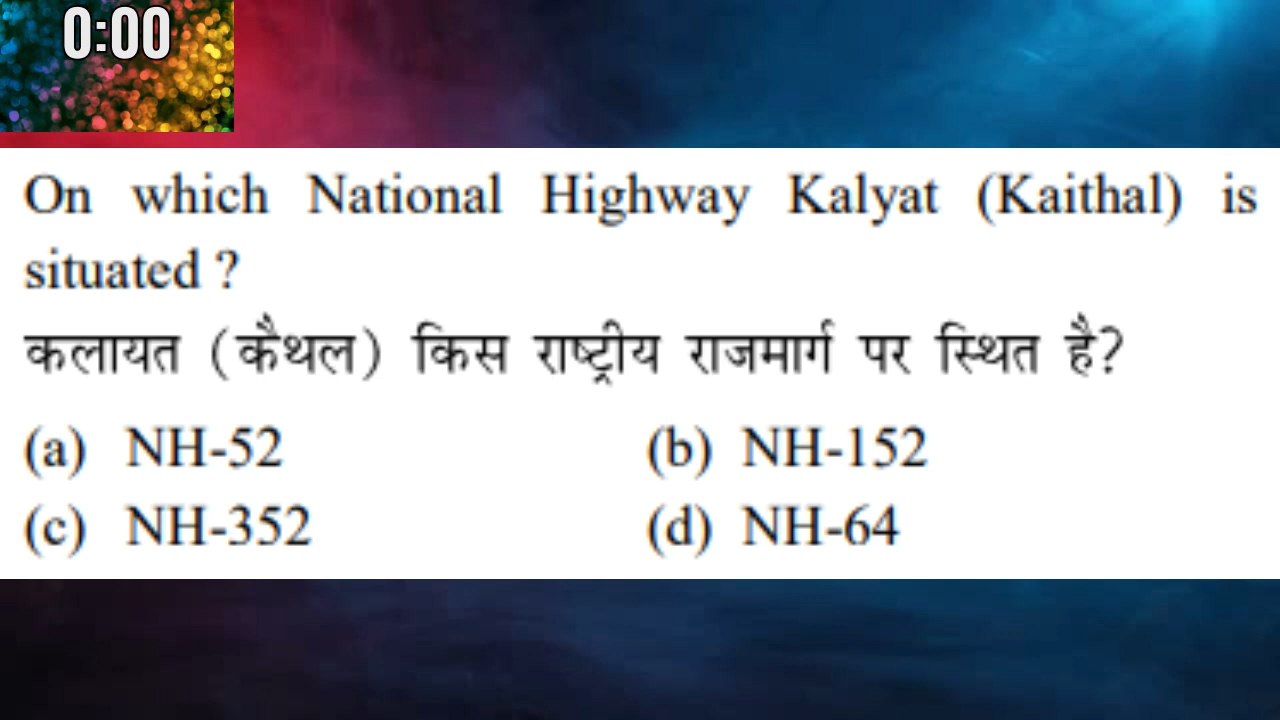 0:00
On which National Highway Kalyat (Kaithal) is
situated ?
कलायत (कैथल) किस राष्ट्रीय राजमार्ग पर स्थित है?
(a) NH-52 (b) NH-152
(c) NH-352 (d) NH-64